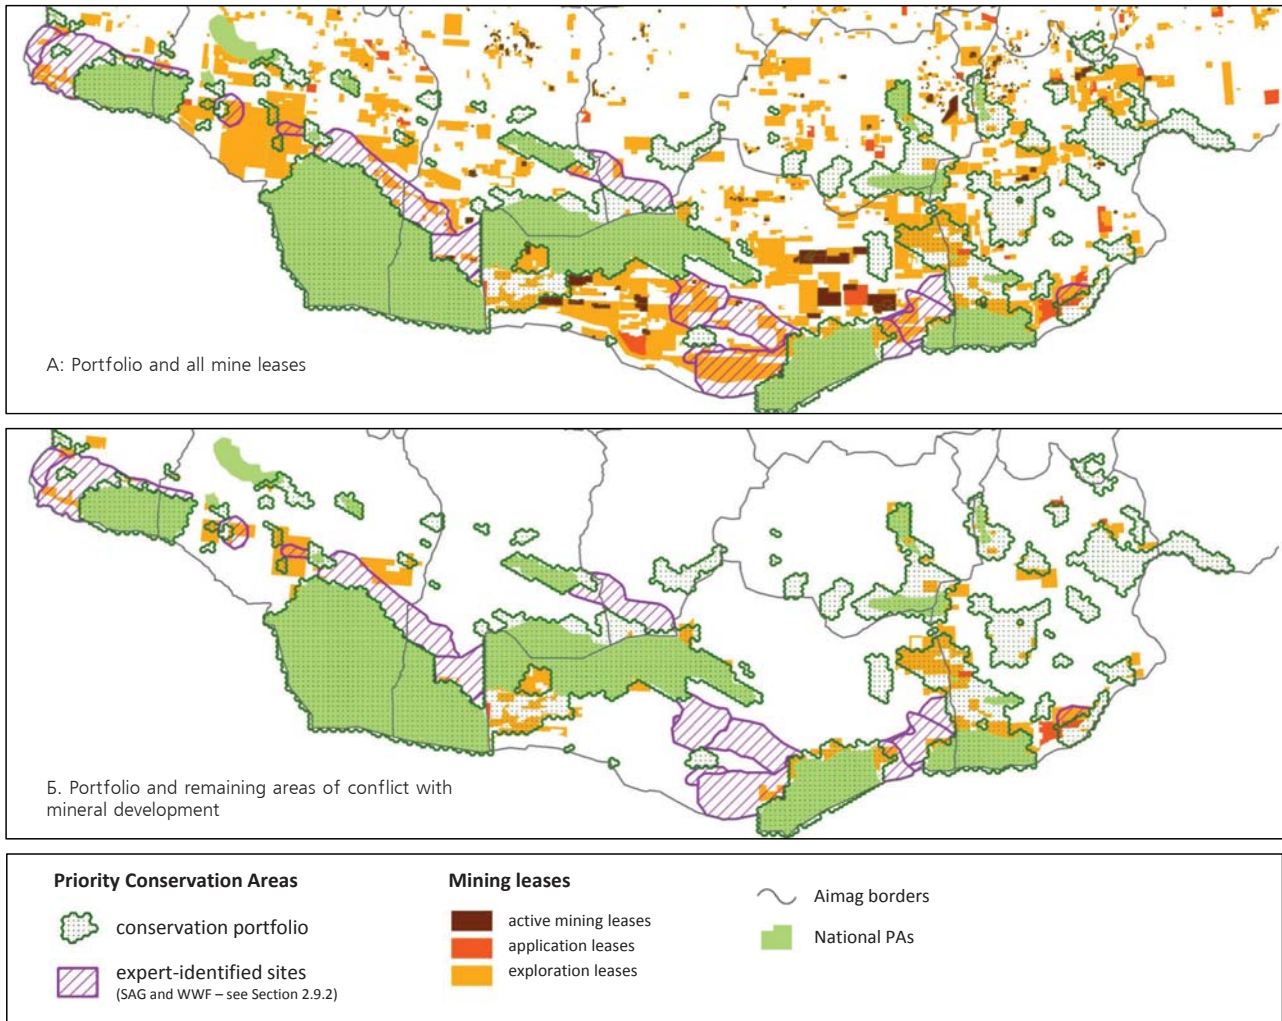 А: Portfolio and all mine leases
Б. Portfolio and remaining areas of conflict with
mineral development
Priority Conservation Areas
conservation portfolio
expert-identified sites
(SAG and WWF – see Section 2.9.2)
Mining leases
active mining leases
application leases
exploration leases
Aimag borders
National PAs